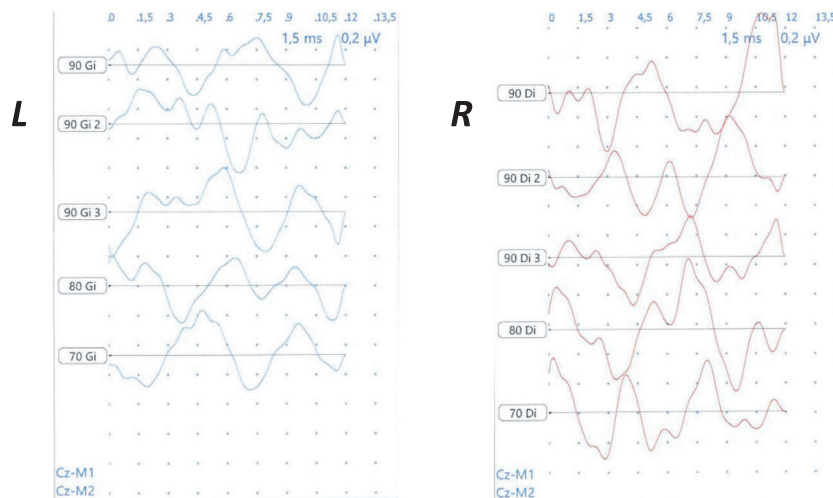 L
.0 .1,5 .3 .4,5 .6 .7,5 .9 .10,5 .12 13,5
1,5 ms 0,2 µV
90 Gi
90 Gi 2
90 Gi 3
80 Gi
70 Gi
Cz-M1
Cz-M2
R
0 1,5 3 4,5 6 7,5 9 10,5 12 13,5
1,5 ms 0,2 µV
90 Di
90 Di 2
90 Di 3
80 Di
70 Di
Cz-M1
Cz-M2